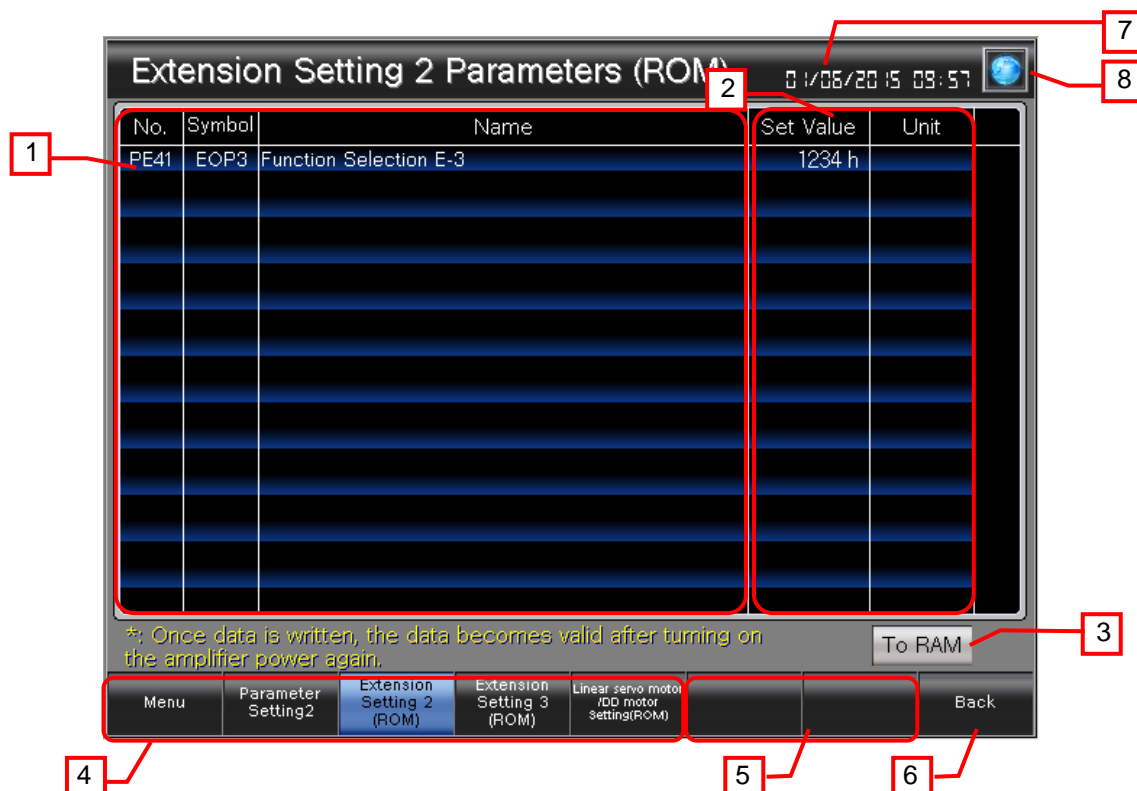 7
Extension Setting 2 Parameters (ROM) 01/06/2015 09:57
2
8
No. Symbol Name Set Value Unit
1
PE41 EOP3 Function Selection E-3 1234 h
*: Once data is written, the data becomes valid after turning on
the amplifier power again.
To RAM
3
Menu
Parameter
Setting2
Extension
Setting 2
(ROM)
Extension
Setting 3
(ROM)
Linear servo motor
/DD motor
Setting(ROM)
Back
4
5
6